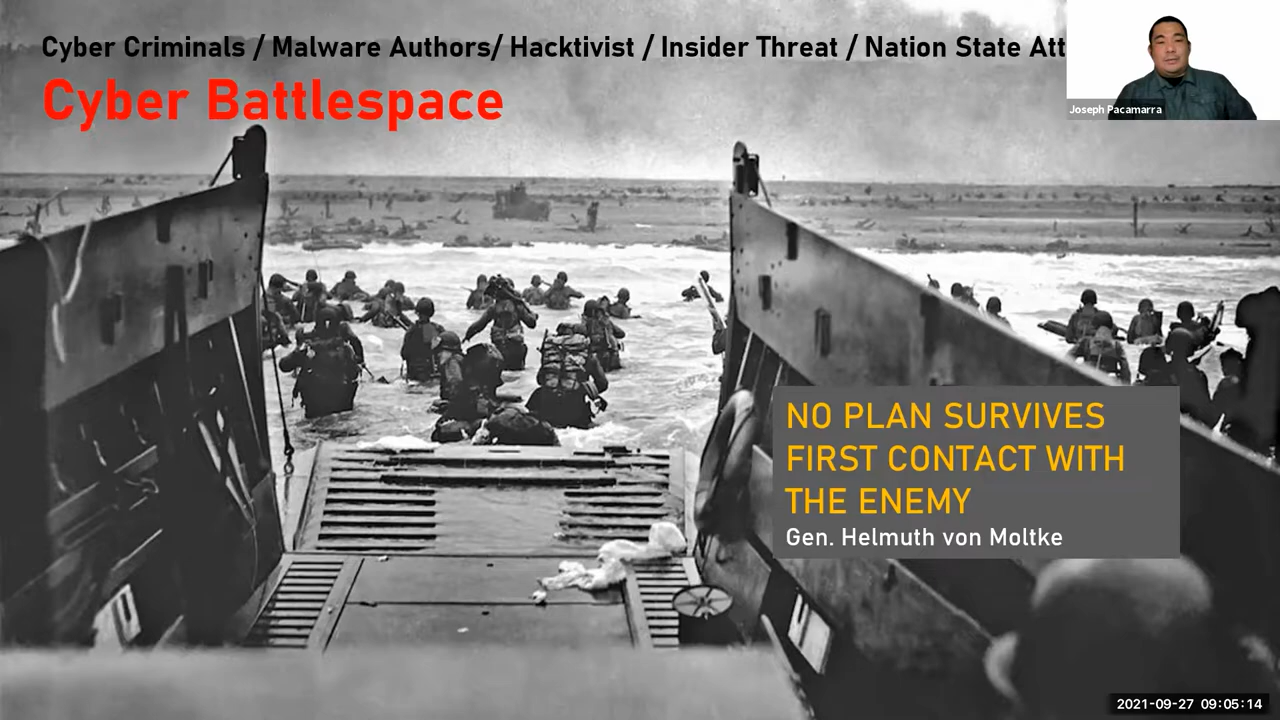 Cyber Criminals / Malware Authors/ Hacktivist / Insider Threat / Nation State Att
Cyber Battlespace
Joseph Pacamarra
NO PLAN SURVIVES
FIRST CONTACT WITH
THE ENEMY
Gen. Helmuth von Moltke
2021-09-27 09:05:14